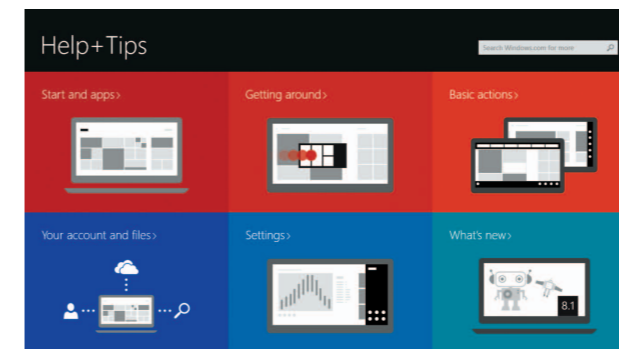 Help+Tips
Search Windows.com for more
Start and apps>
Getting around>
Basic actions>
Your account and files>
Settings>
What's new>
8.1